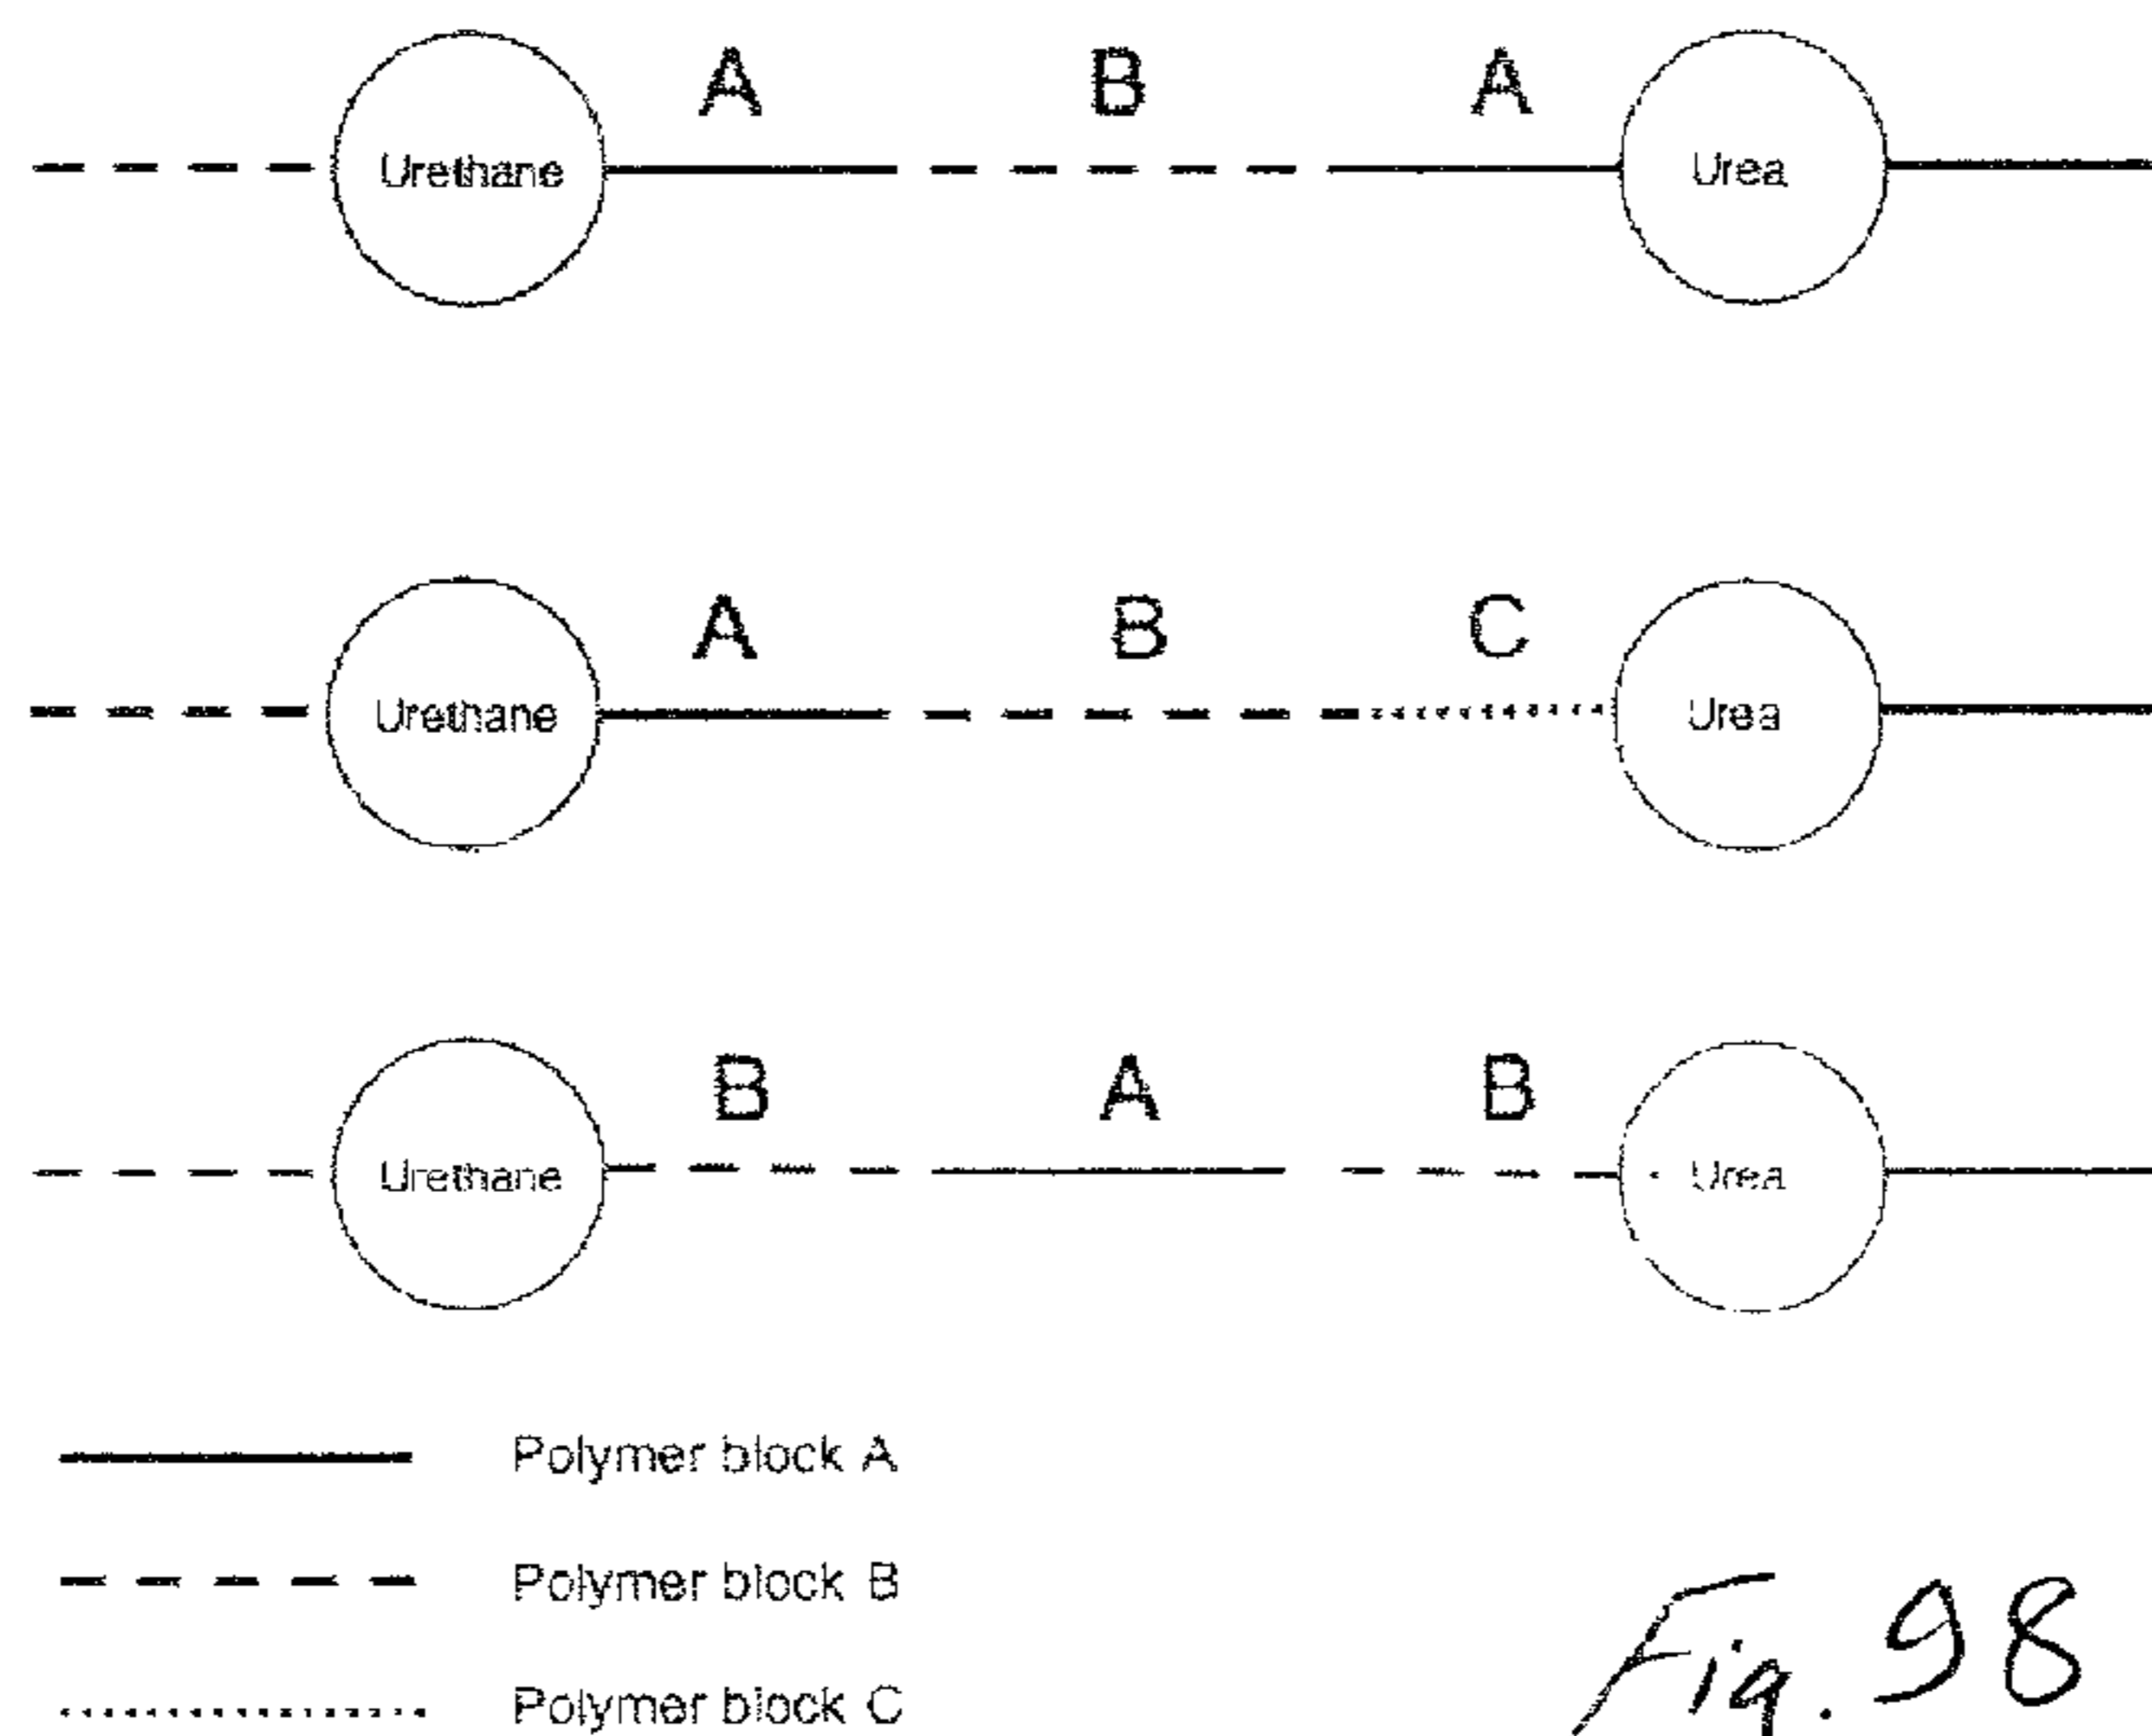 A B A
Urethane Urea
A B C
Urethane Urea
B A B
Urethane Urea
Polymer block A
Polymer block B
Polymer block C
Fig. 98